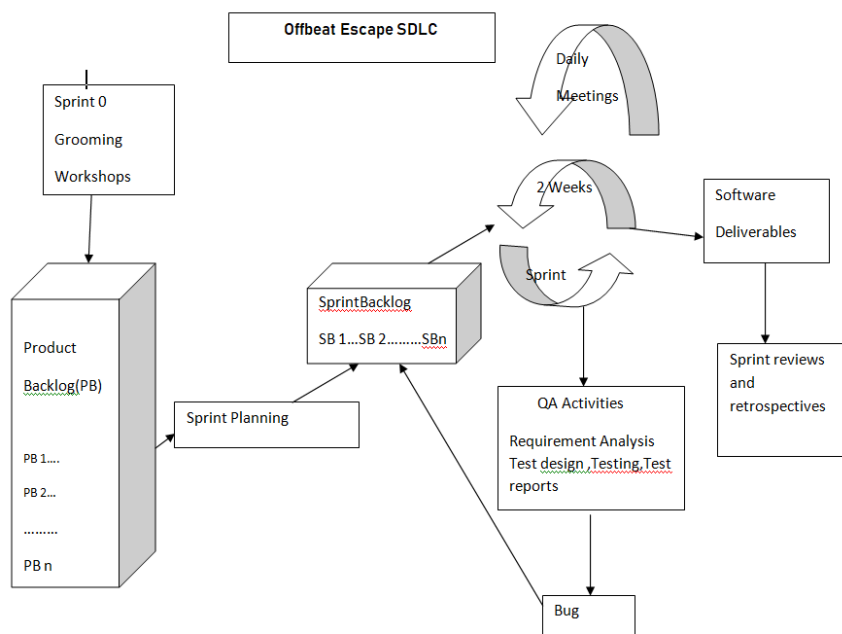 Offbeat Escape SDLC
Daily
Meetings
Sprint 0
Grooming
Workshops
2 Weeks
Sprint
Software
Deliverables
SprintBacklog
SB 1...SB 2.........SBn
Product
Backlog(PB)
PB 1....
PB 2...
.........
PB n
Sprint Planning
Sprint reviews
and
retrospectives
QA Activities
Requirement Analysis
Test design ,Testing,Test
reports
Bug